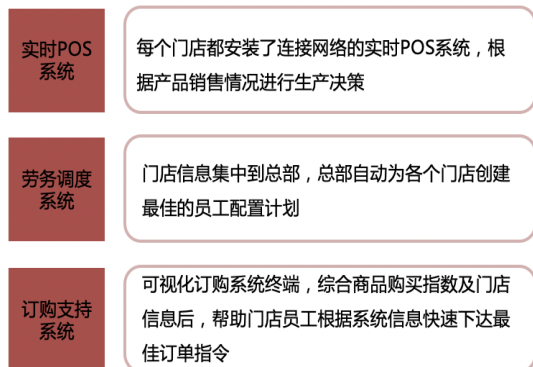 实时POS
系统
每个门店都安装了连接网络的实时POS系统，根
据产品销售情况进行生产决策
劳务调度
系统
门店信息集中到总部，总部自动为各个门店创建
最佳的员工配置计划
订购支持
系统
可视化订购系统终端，综合商品购买指数及门店
信息后，帮助门店员工根据系统信息快速下达最
佳订单指令